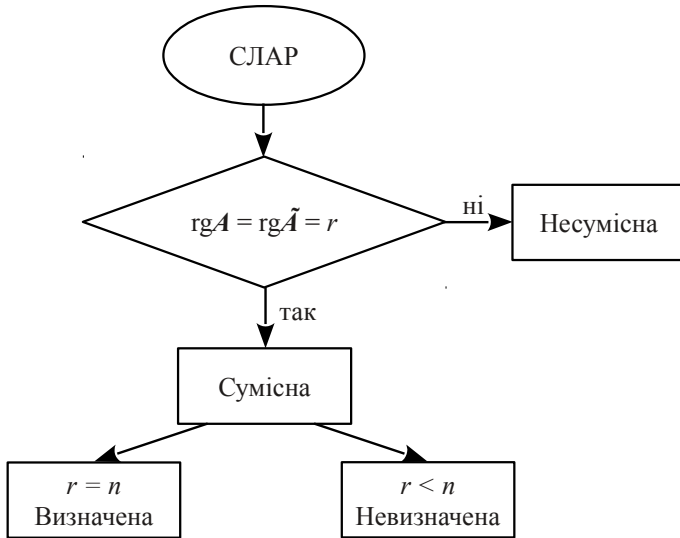 СЛАР
rgA = rgÃ = r
ні
Несумісна
так
Сумісна
r = n
Визначена
r < n
Невизначена